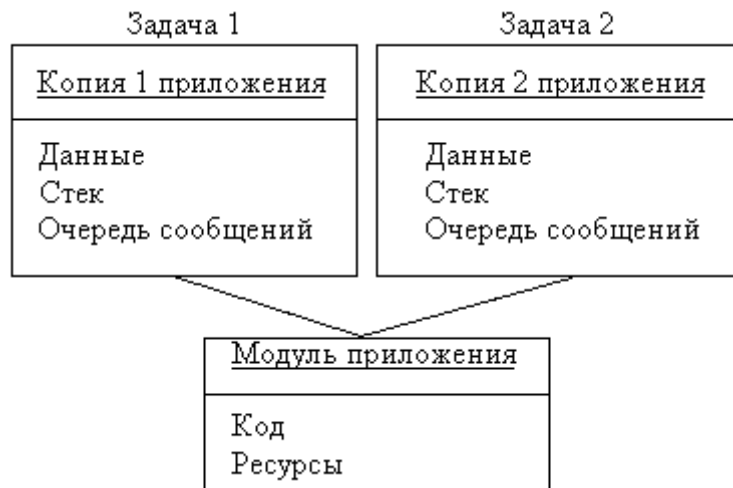 Задача 1
Задача 2
Копия 1 приложения
Данные
Стек
Очередь сообщений
Копия 2 приложения
Данные
Стек
Очередь сообщений
Модуль приложения
Код
Ресурсы